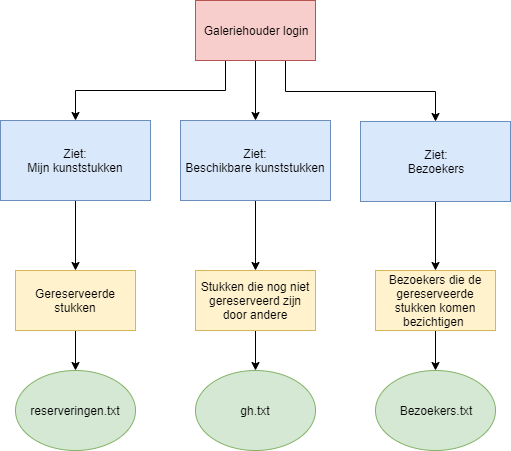 Galeriehouder login
Ziet:
Mijn kunststukken
Ziet:
Beschikbare kunststukken
Ziet:
Bezoekers
Gereserveerde
stukken
Stukken die nog niet
gereserveerd zijn
door andere
Bezoekers die de
gereserveerde
stukken komen
bezichtigen
reserveringen.txt
gh.txt
Bezoekers.txt